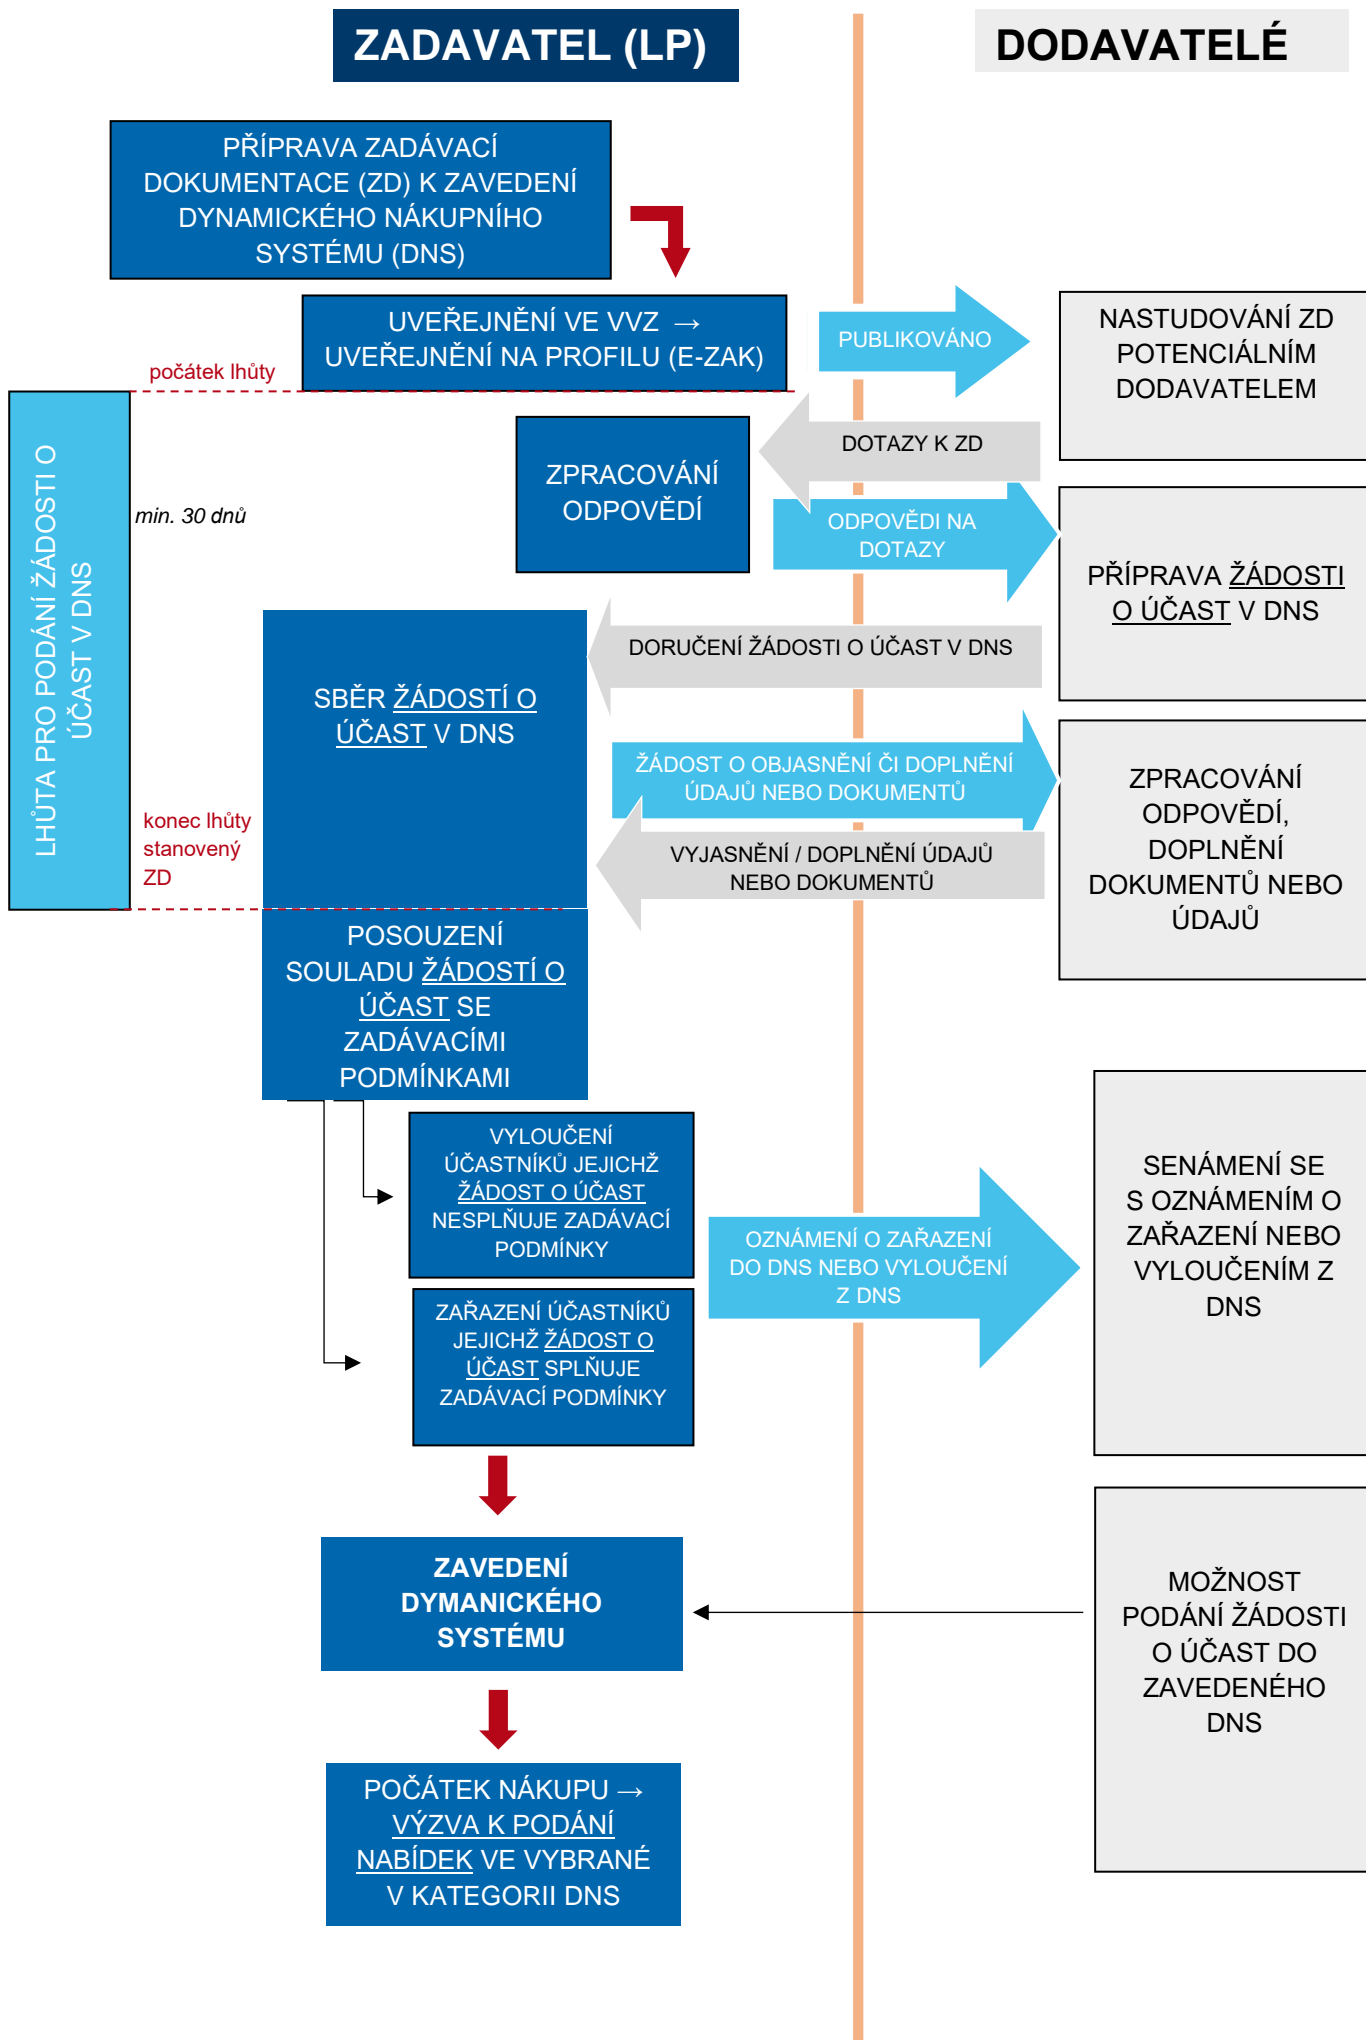 ZADAVATEL (LP)
DODAVATELÉ
PŘÍPRAVA ZADÁVACÍ
DOKUMENTACE (ZD) K ZAVEDENÍ
DYNAMICKÉHO NÁKUPNÍHO
SYSTÉMU (DNS)
UVEŘEJNĚNÍ VE VVZ →
UVEŘEJNĚNÍ NA PROFILU (E-ZAK)
PUBLIKOVÁNO
NASTUDOVÁNÍ ZD
POTENCIÁLNÍM
DODAVATELEM
počátek lhůty
LHŮTA PRO PODÁNÍ ŽÁDOSTI O
ÚČAST V DNS
min. 30 dnů
ZPRACOVÁNÍ
ODPOVĚDÍ
DOTAZY K ZD
ODPOVĚDI NA
DOTAZY
PŘÍPRAVA ŽÁDOSTI
O ÚČAST V DNS
DORUČENÍ ŽÁDOSTI O ÚČAST V DNS
SBĚR ŽÁDOSTÍ O
ÚČAST V DNS
ŽÁDOST O OBJASNĚNÍ ČI DOPLNĚNÍ
ÚDAJŮ NEBO DOKUMENTŮ
VYJASNĚNÍ / DOPLNĚNÍ ÚDAJŮ
NEBO DOKUMENTŮ
ZPRACOVÁNÍ
ODPOVĚDÍ,
DOPLNĚNÍ
DOKUMENTŮ NEBO
ÚDAJŮ
konec lhůty
stanovený
ZD
POSOUZENÍ
SOULADU ŽÁDOSTÍ O
ÚČAST SE
ZADÁVACÍMI
PODMÍNKAMI
VYLOUČENÍ
ÚČASTNÍKŮ JEJICHŽ
ŽÁDOST O ÚČAST
NESPLŇUJE ZADÁVACÍ
PODMÍNKY
OZNÁMENÍ O ZAŘAZENÍ
DO DNS NEBO VYLOUČENÍ
Z DNS
SENÁMENÍ SE
S OZNÁMENÍM O
ZAŘAZENÍ NEBO
VYLOUČENÍM Z
DNS
ZAŘAZENÍ ÚČASTNÍKŮ
JEJICHŽ ŽÁDOST O
ÚČAST SPLŇUJE
ZADÁVACÍ PODMÍNKY
ZAVEDENÍ
DYMANICKÉHO
SYSTÉMU
MOŽNOST
PODÁNÍ ŽÁDOSTI
O ÚČAST DO
ZAVEDENÉHO
DNS
POČÁTEK NÁKUPU →
VÝZVA K PODÁNÍ
NABÍDEK VE VYBRANÉ
V KATEGORII DNS